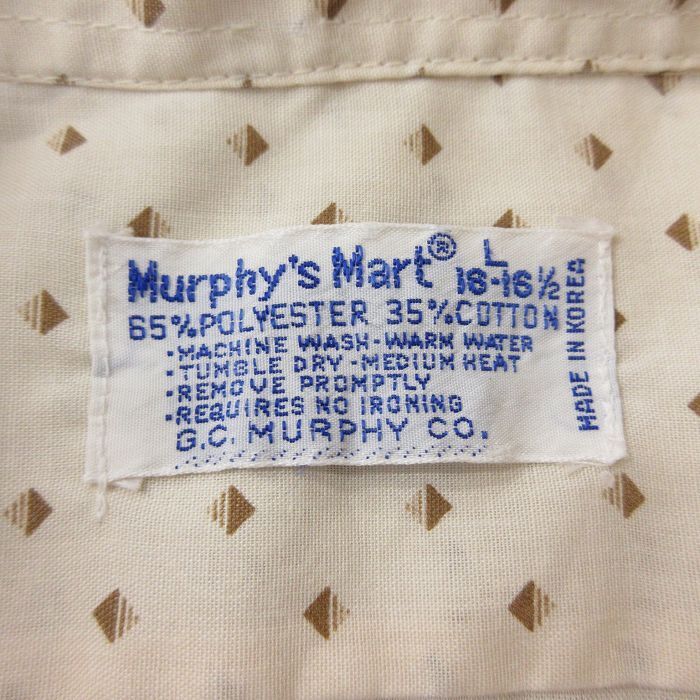 Murphy's Mart® L
16-16½
65% POLYESTER 35% COTTON
·MACHINE WASH-WARM WATER
·TUMBLE DRY-MEDIUM HEAT
·REMOVE PROMPTLY
·REQUIRES NO IRONING
G.C. MURPHY CO.
MADE IN KOREA